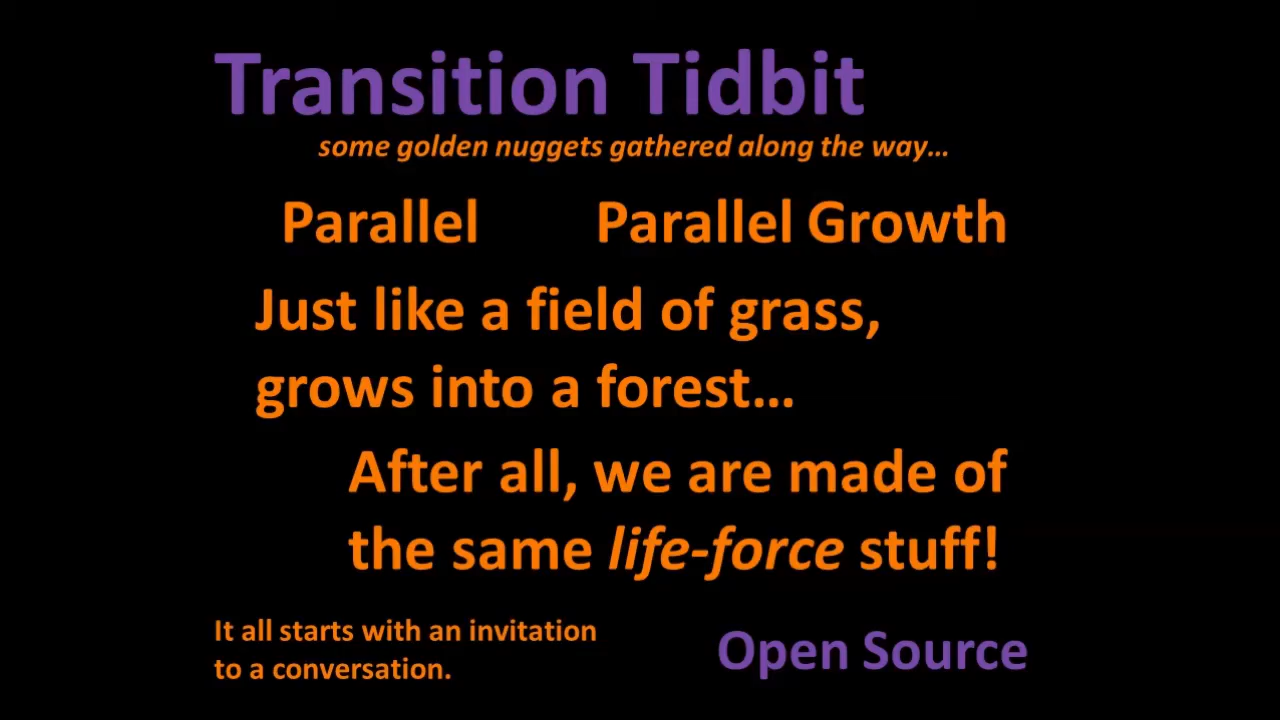 Transition Tidbit
some golden nuggets gathered along the way…
Parallel Parallel Growth
Just like a field of grass,
grows into a forest…
After all, we are made of
the same life-force stuff!
It all starts with an invitation
to a conversation.
Open Source